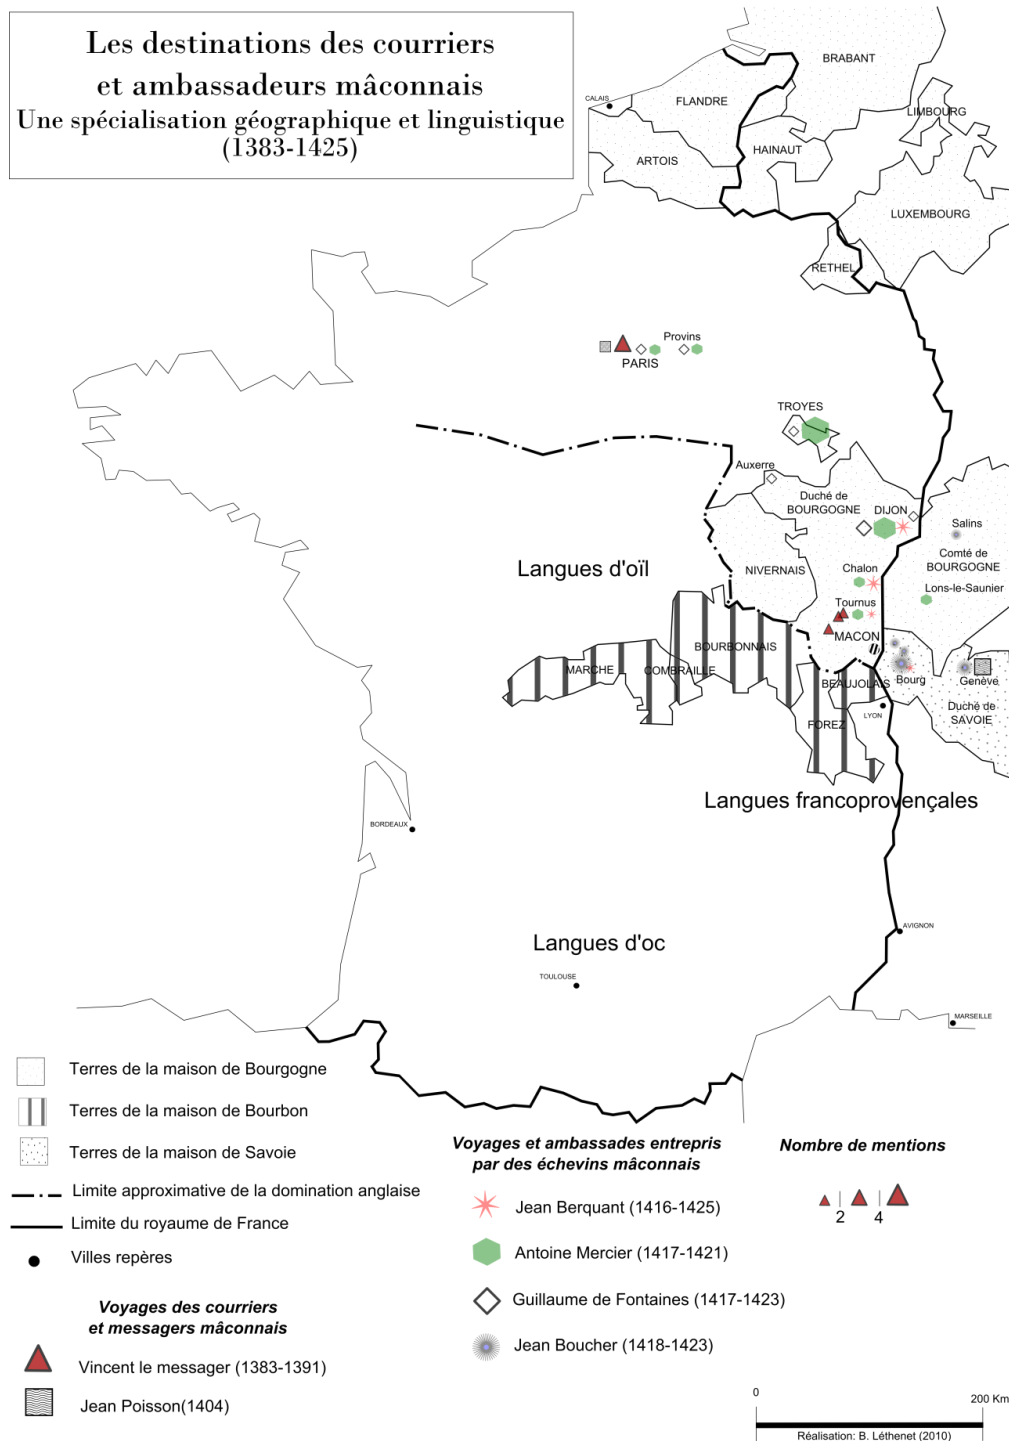 Les destinations des courriers
et ambassadeurs mâconnais
Une spécialisation géographique et linguistique
(1383-1425)
BRABANT
CALAIS
FLANDRE
LIMBOURG
ARTOIS
HAINAUT
LUXEMBOURG
RETHEL
Provins
PARIS
TROYES
Auxerre
Duché de
BOURGOGNE
DIJON
Salins
Comté de
BOURGOGNE
Langues d'oïl
NIVERNAIS
Chalon
Lons-le-Saunier
Tournus
MACON
BOURBONNAIS
MARCHE
COMBRAILLE
BEAUJOLAIS
Bourg
Genève
Duché de
SAVOIE
LYON
FOREZ
Langues francoprovençales
BORDEAUX
AVIGNON
Langues d'oc
TOULOUSE
MARSEILLE
Terres de la maison de Bourgogne
Terres de la maison de Bourbon
Terres de la maison de Savoie
Limite approximative de la domination anglaise
Limite du royaume de France
Villes repères
Voyages des courriers
et messagers mâconnais
Vincent le messager (1383-1391)
Jean Poisson(1404)
Voyages et ambassades entrepris
par des échevins mâconnais
Jean Berquant (1416-1425)
Antoine Mercier (1417-1421)
Guillaume de Fontaines (1417-1423)
Jean Boucher (1418-1423)
Nombre de mentions
2 4
0 200 Km
Réalisation: B. Léthenet (2010)